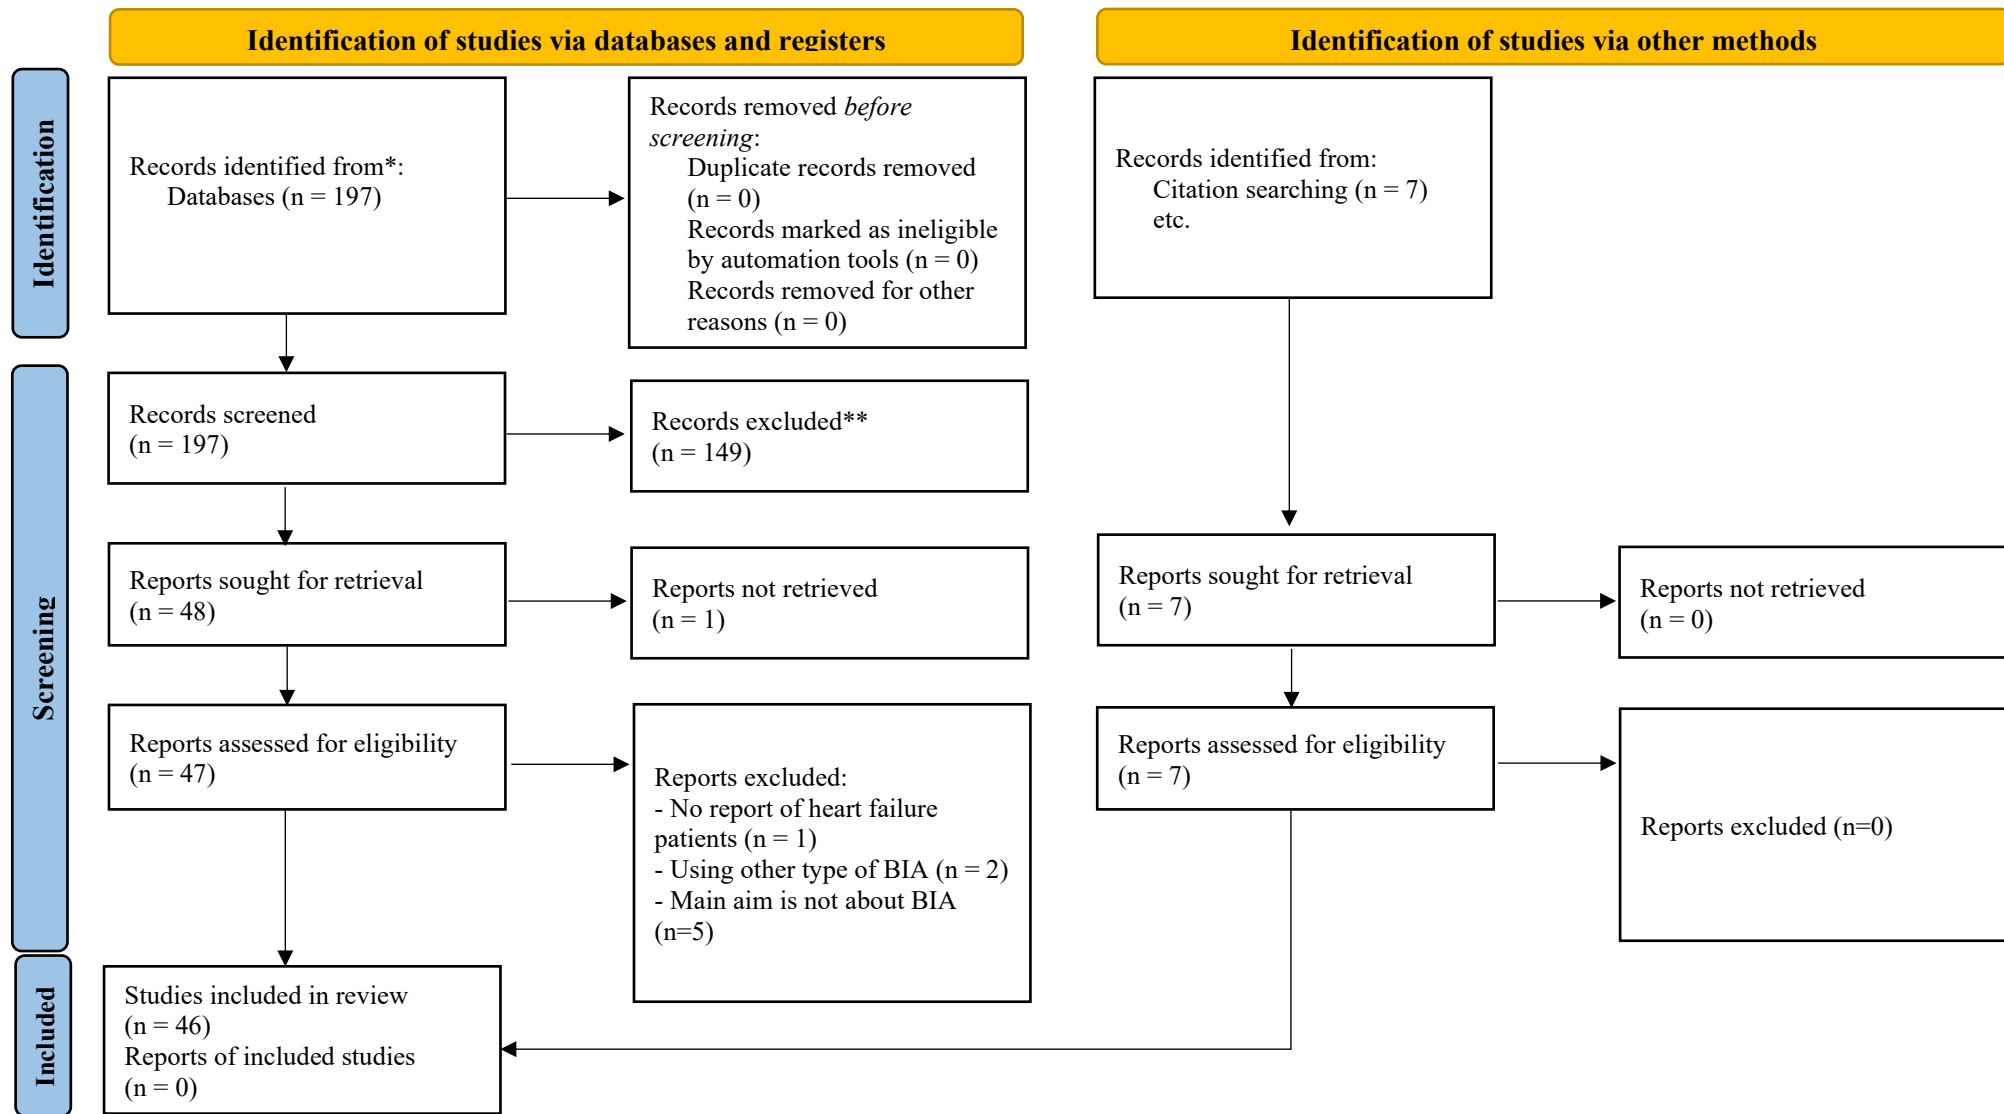 Identification of studies via databases and registers
Identification of studies via other methods
Identification
Records identified from*:
Databases (n = 197)
Records removed before
screening:
Duplicate records removed
(n = 0)
Records marked as ineligible
by automation tools (n = 0)
Records removed for other
reasons (n = 0)
Records identified from:
Citation searching (n = 7)
etc.
Screening
Records screened
(n = 197)
Records excluded**
(n = 149)
Reports sought for retrieval
(n = 48)
Reports not retrieved
(n = 1)
Reports sought for retrieval
(n = 7)
Reports not retrieved
(n = 0)
Reports assessed for eligibility
(n = 47)
Reports excluded:
- No report of heart failure
patients (n = 1)
- Using other type of BIA (n = 2)
- Main aim is not about BIA
(n=5)
Reports assessed for eligibility
(n = 7)
Reports excluded (n=0)
Included
Studies included in review
(n = 46)
Reports of included studies
(n = 0)